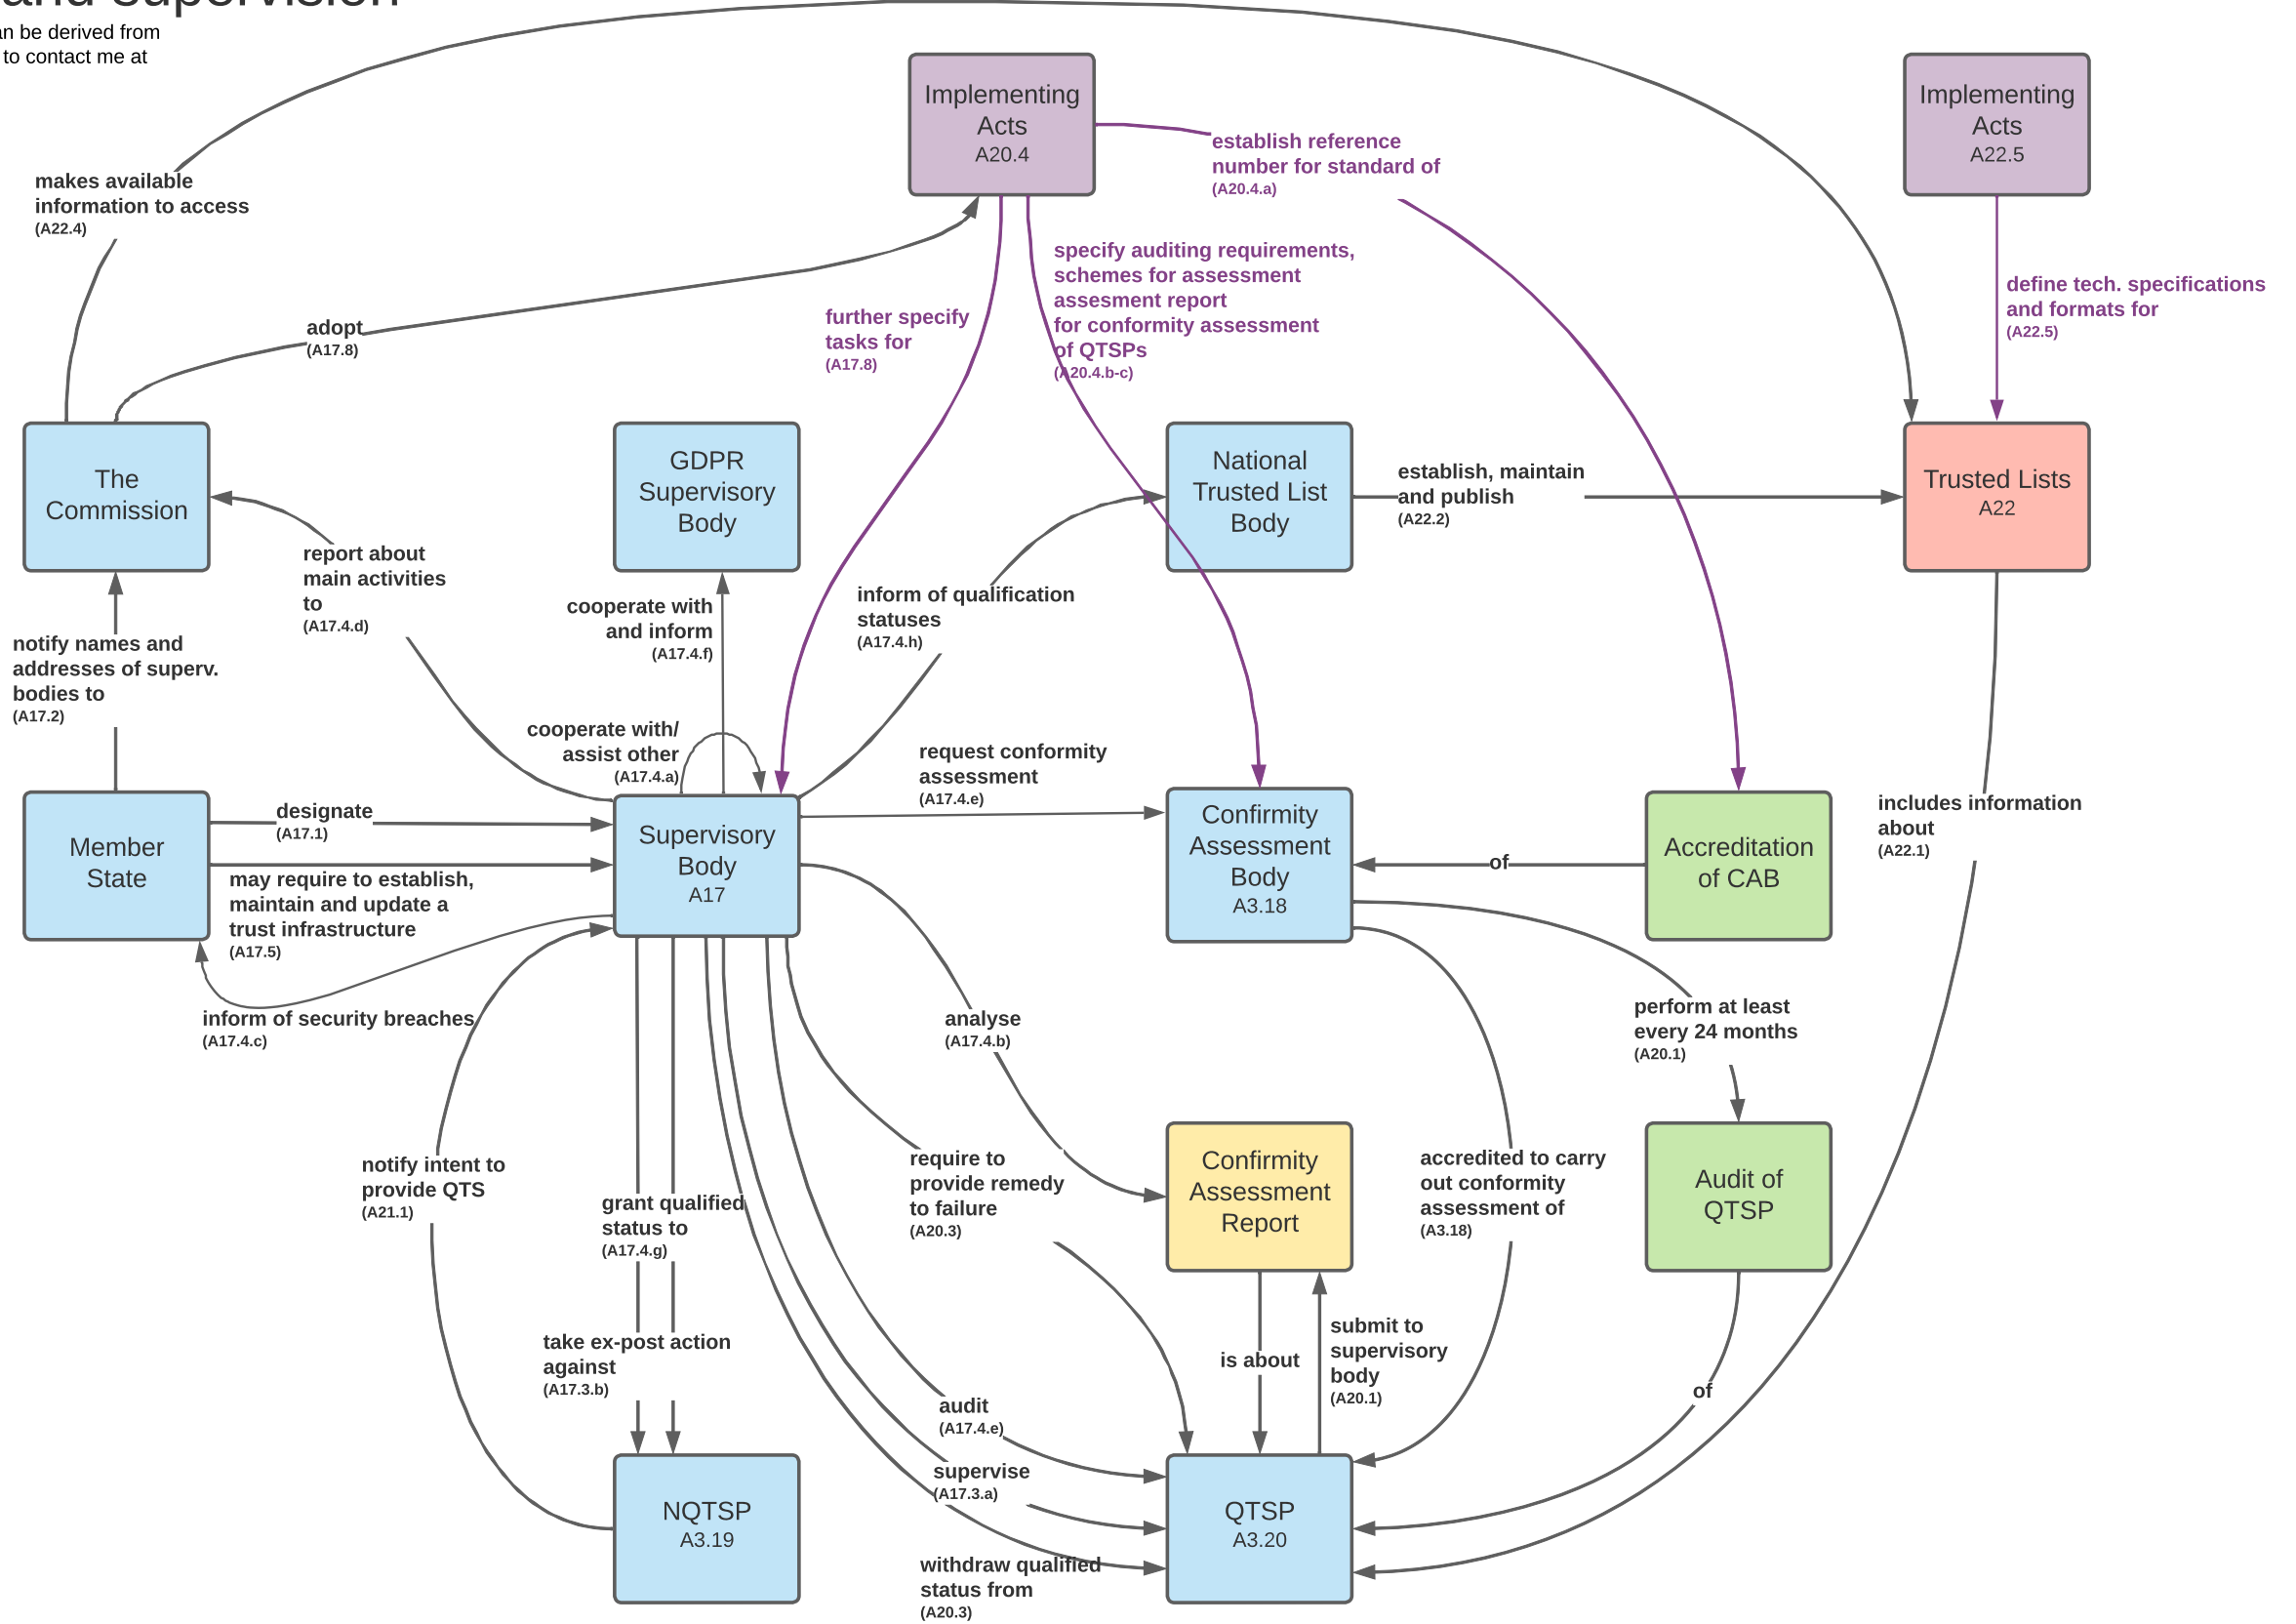 and supervision
an be derived from
to contact me at
Implementing
Acts
A20.4
Implementing
Acts
A22.5
establish reference
number for standard of
(A20.4.a)
makes available
information to access
(A22.4)
specify auditing requirements,
schemes for assessment
assesment report
for conformity assessment
of QTSPs
(A20.4.b-c)
define tech. specifications
and formats for
(A22.5)
further specify
tasks for
(A17.8)
adopt
(A17.8)
The
Commission
GDPR
Supervisory
Body
National
Trusted List
Body
establish, maintain
and publish
(A22.2)
Trusted Lists
A22
report about
main activities
to
(A17.4.d)
cooperate with
and inform
(A17.4.f)
inform of qualification
statuses
(A17.4.h)
notify names and
addresses of superv.
bodies to
(A17.2)
cooperate with/
assist other
(A17.4.a)
request conformity
assessment
(A17.4.e)
includes information
about
(A22.1)
Member
State
designate
(A17.1)
may require to establish,
maintain and update a
trust infrastructure
(A17.5)
Supervisory
Body
A17
Confirmity
Assessment
Body
A3.18
of
Accreditation
of CAB
inform of security breaches
(A17.4.c)
analyse
(A17.4.b)
perform at least
every 24 months
(A20.1)
notify intent to
provide QTS
(A21.1)
grant qualified
status to
(A17.4.g)
require to
provide remedy
to failure
(A20.3)
Confirmity
Assessment
Report
accredited to carry
out conformity
assessment of
(A3.18)
Audit of
QTSP
take ex-post action
against
(A17.3.b)
is about
submit to
supervisory
body
(A20.1)
of
audit
(A17.4.e)
supervise
(A17.3.a)
withdraw qualified
status from
(A20.3)
NQTSP
A3.19
QTSP
A3.20